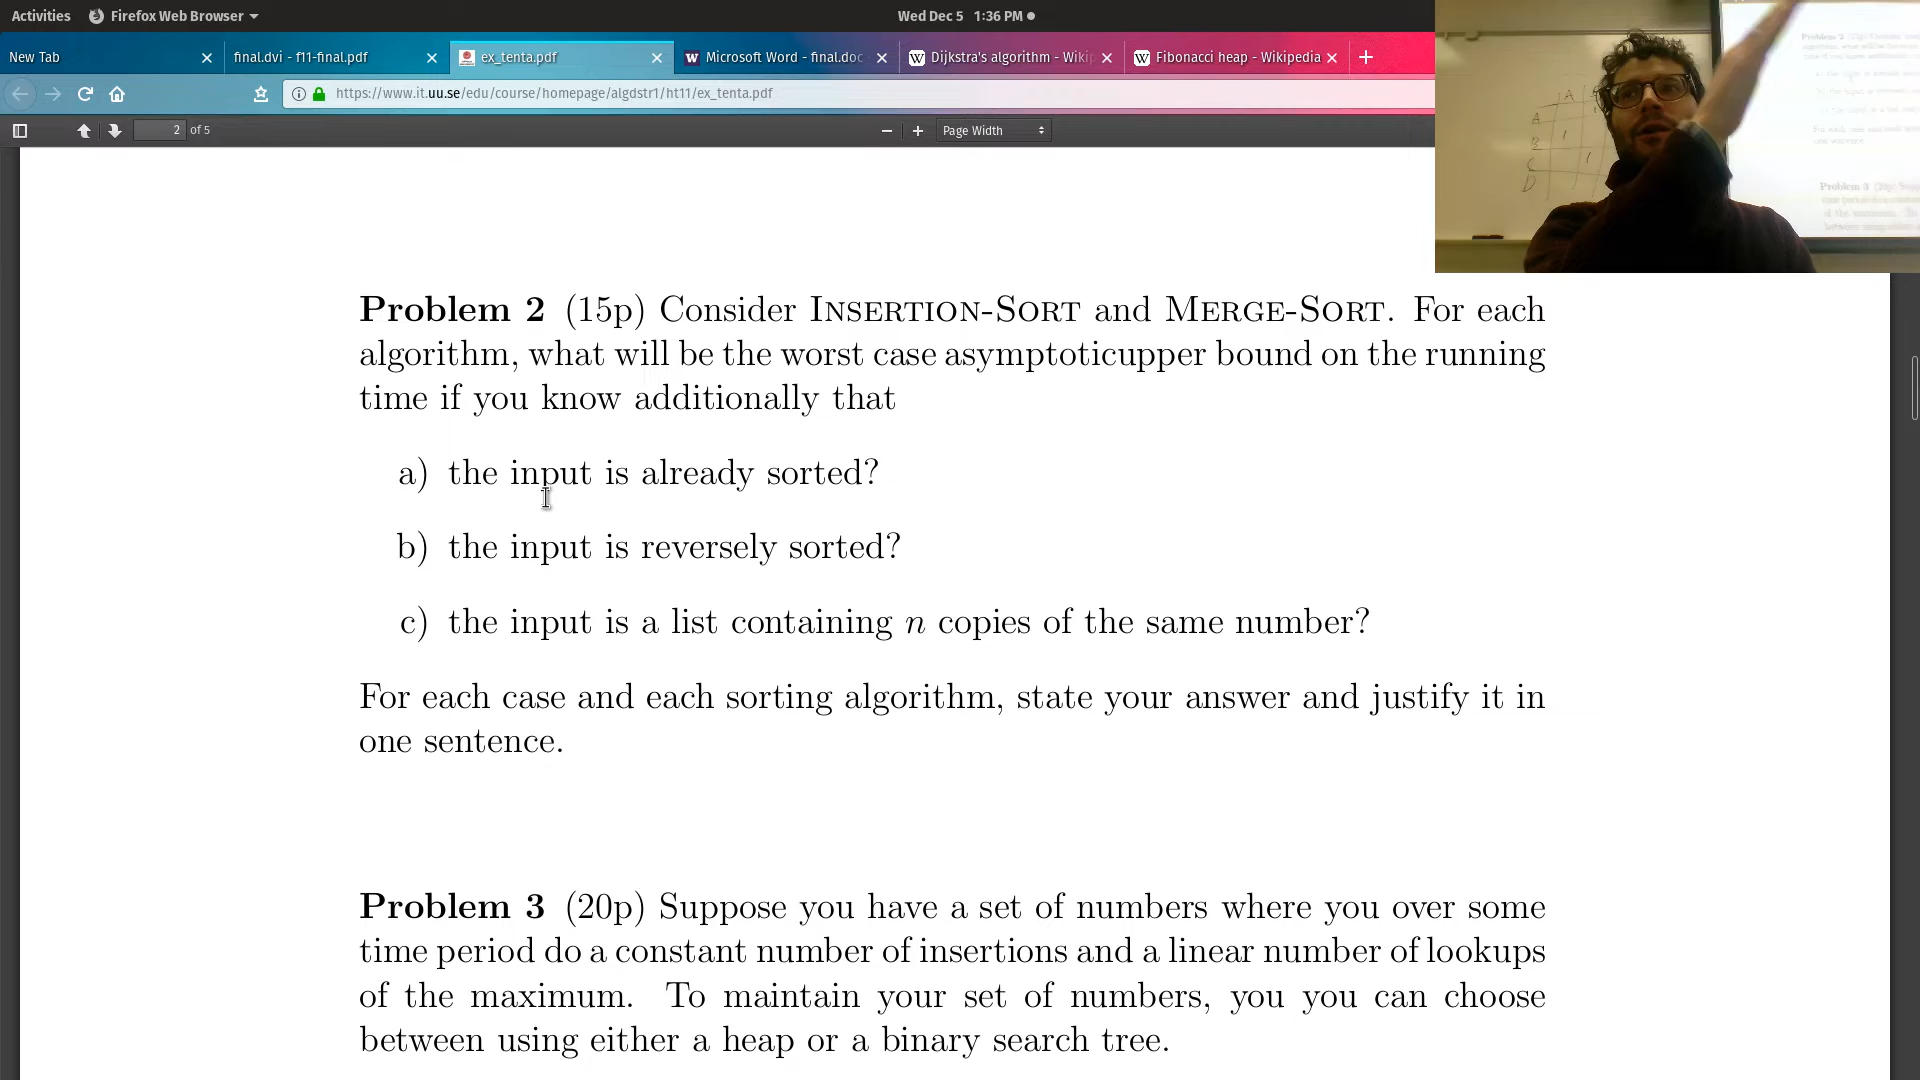 Activities
Firefox Web Browser
Wed Dec 5 1:36 PM
New Tab
final.dvi - f11-final.pdf
ex_tenta.pdf
Microsoft Word - final.doc
Dijkstra's algorithm - Wiki
Fibonacci heap - Wikipedia
https://www.it.uu.se/edu/course/homepage/algdstr1/ht11/ex_tenta.pdf
2 of 5
Page Width
Problem 2 (15p) Consider INSERTION-SORT and MERGE-SORT. For each
algorithm, what will be the worst case asymptoticupper bound on the running
time if you know additionally that
a) the input is already sorted?
b) the input is reversely sorted?
c) the input is a list containing n copies of the same number?
For each case and each sorting algorithm, state your answer and justify it in
one sentence.
Problem 3 (20p) Suppose you have a set of numbers where you over some
time period do a constant number of insertions and a linear number of lookups
of the maximum. To maintain your set of numbers, you you can choose
between using either a heap or a binary search tree.
A
A
B
C
D